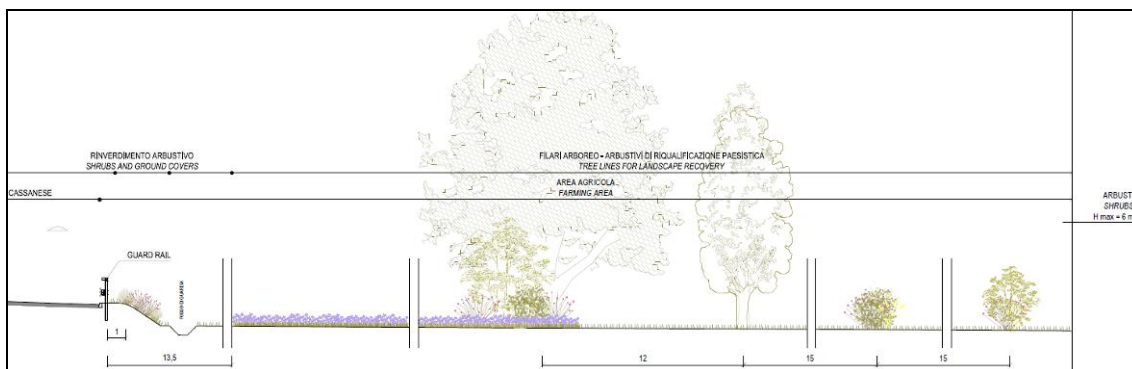 RINVERDIMENTO ARBUSTIVO
SHRUBS AND GROUND COVERS
FILARI ARBOREO - ARBUSTIVI DI RIQUALIFICAZIONE PAESISTICA
TREE LINES FOR LANDSCAPE RECOVERY
CASSANESE
AREA AGRICOLA
FARMING AREA
ARBUST
SHRUBS
H max = 6 m
GUARD RAIL
1
13,5
12
15
15